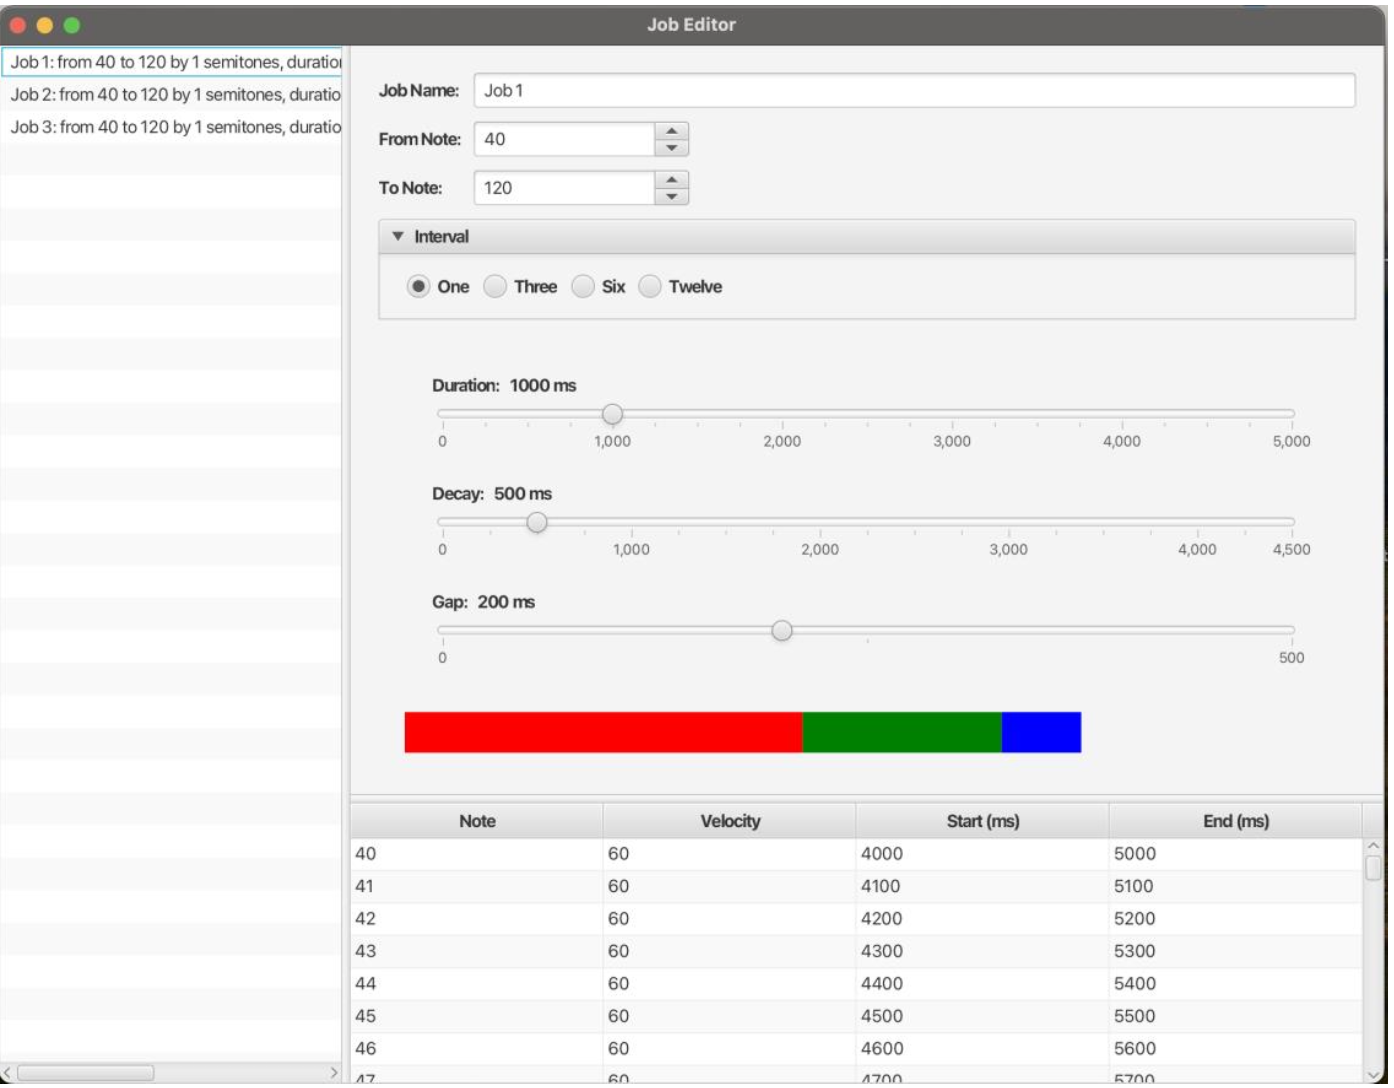 Job Editor
Job 1: from 40 to 120 by 1 semitones, duratio
Job 2: from 40 to 120 by 1 semitones, duratio
Job 3: from 40 to 120 by 1 semitones, duratio
Job Name: Job 1
From Note: 40
To Note: 120
Interval
One Three Six Twelve
Duration: 1000 ms
0 1,000 2,000 3,000 4,000 5,000
Decay: 500 ms
0 1,000 2,000 3,000 4,000 4,500
Gap: 200 ms
0 500
Note Velocity Start (ms) End (ms)
40 60 4000 5000
41 60 4100 5100
42 60 4200 5200
43 60 4300 5300
44 60 4400 5400
45 60 4500 5500
46 60 4600 5600
47 60 4700 5700